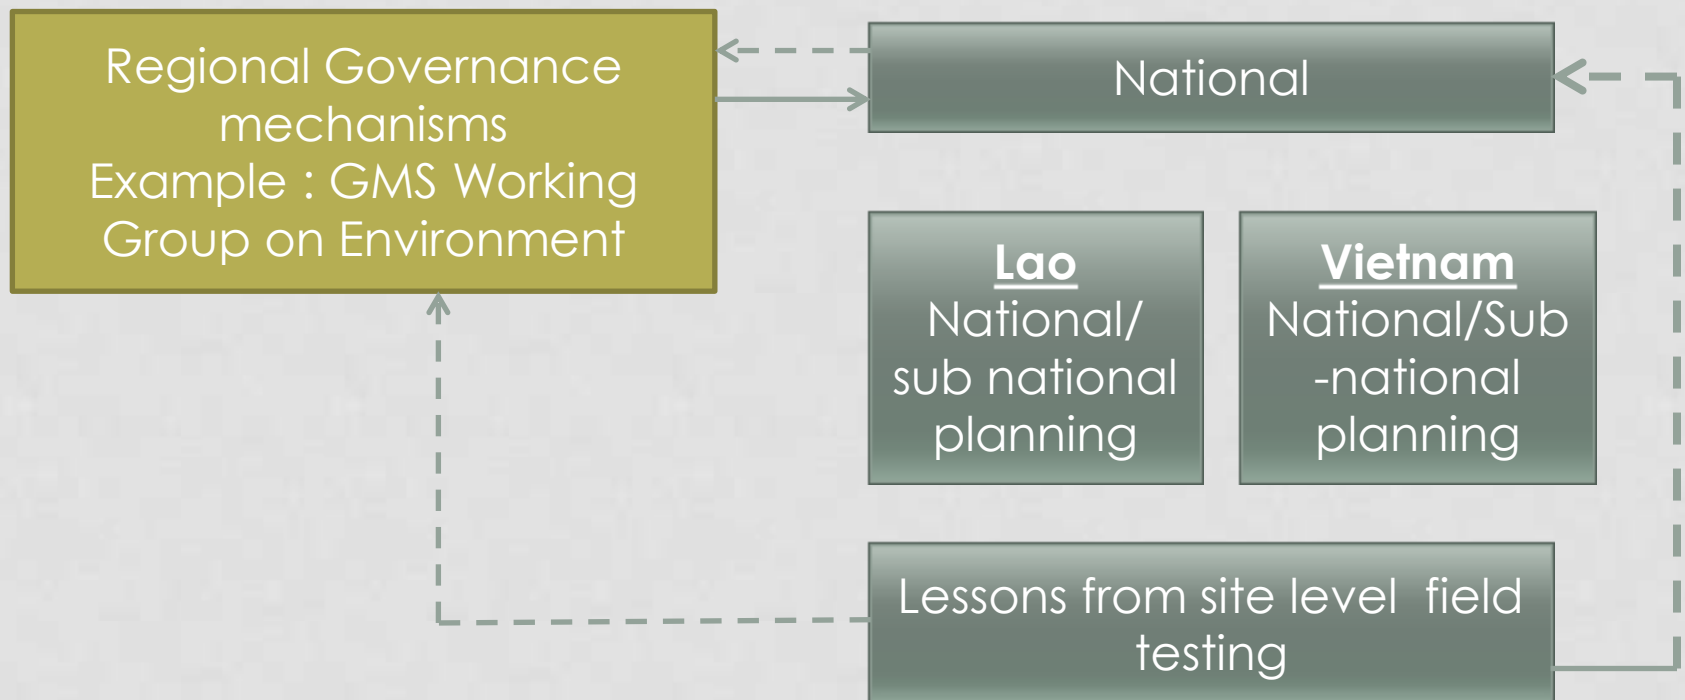 Regional Governance
mechanisms
Example : GMS Working
Group on Environment
National
Lao
National/
sub national
planning
Vietnam
National/Sub
-national
planning
Lessons from site level field
testing